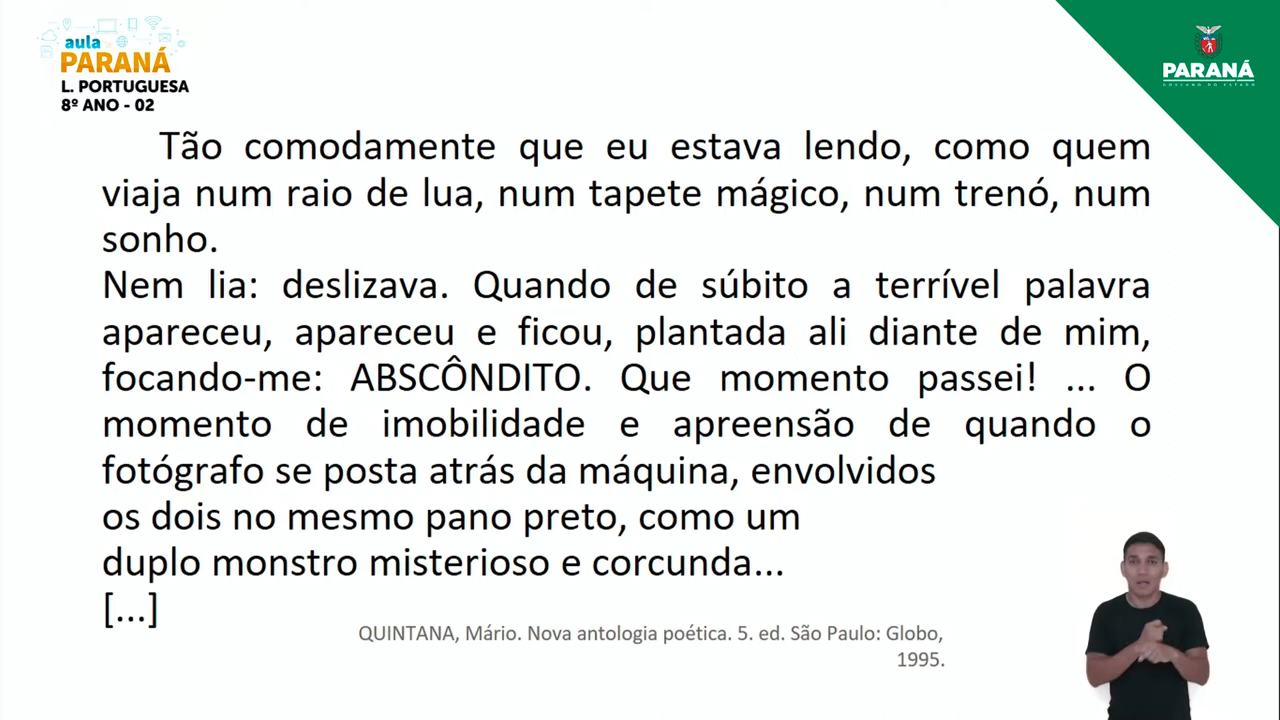 aula
PARANÁ
L. PORTUGUESA
8º ANO - 02
PARANÁ
GOVERNO DO ESTADO
Tão comodamente que eu estava lendo, como quem
viaja num raio de lua, num tapete mágico, num trenó, num
sonho.
Nem lia: deslizava. Quando de súbito a terrível palavra
apareceu, apareceu e ficou, plantada ali diante de mim,
focando-me: ABSCÔNDITO. Que momento passei! ... O
momento de imobilidade e apreensão de quando o
fotógrafo se posta atrás da máquina, envolvidos
os dois no mesmo pano preto, como um
duplo monstro misterioso e corcunda...
[...]
QUINTANA, Mário. Nova antologia poética. 5. ed. São Paulo: Globo,
1995.